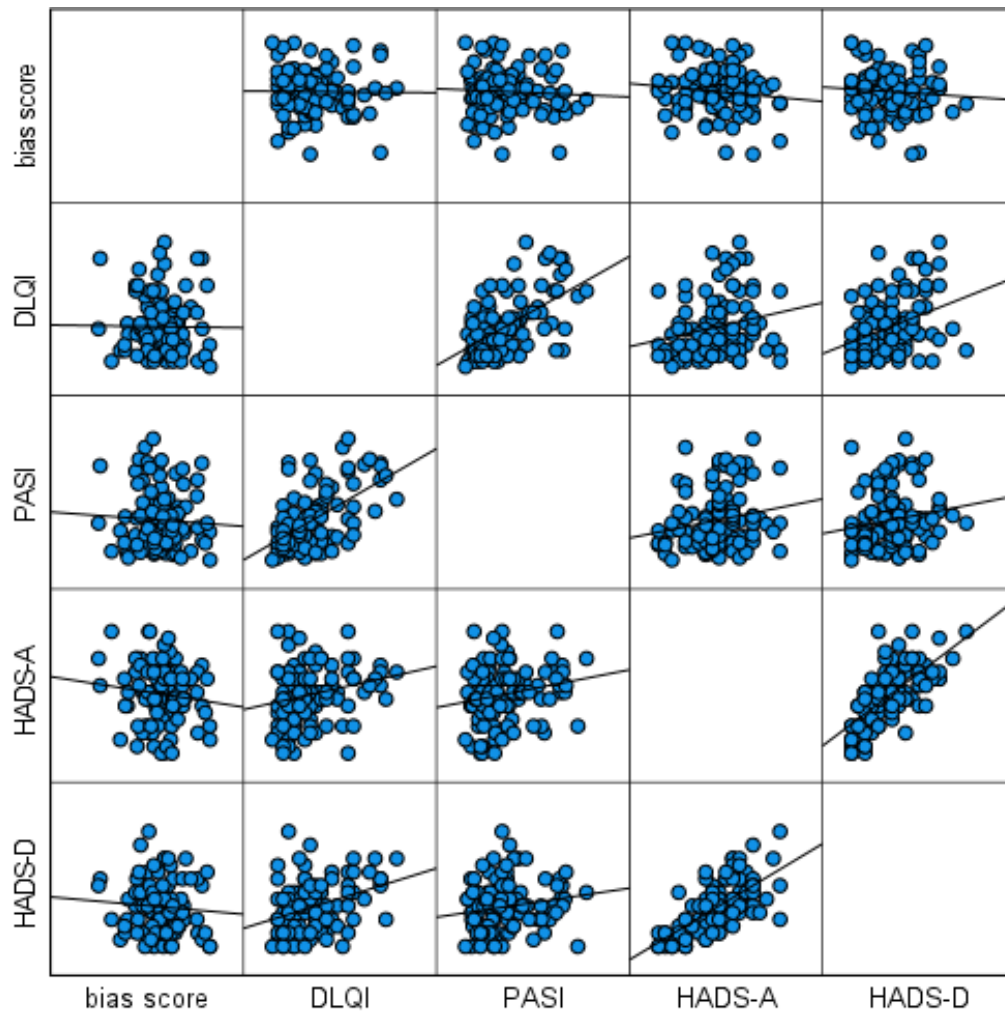 bias score
DLQI
PASI
HADS-A
HADS-D
bias score
DLQI
PASI
HADS-A
HADS-D